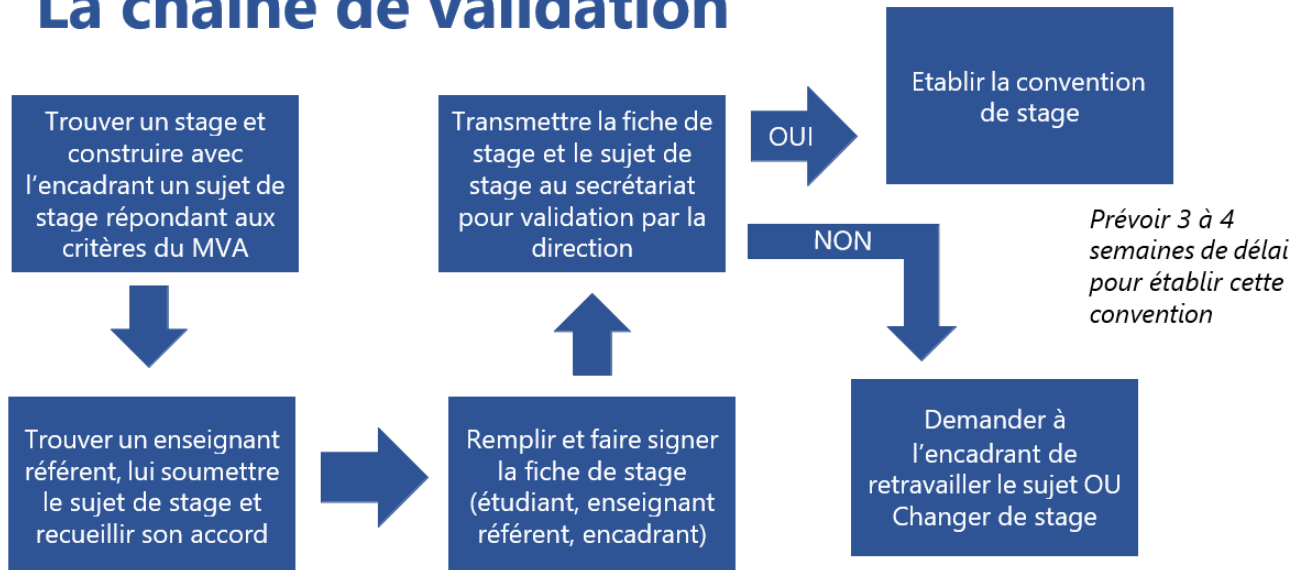 La chaîne de validation
Trouver un stage et
construire avec
l'encadrant un sujet de
stage répondant aux
critères du MVA
Trouver un enseignant
référent, lui soumettre
le sujet de stage et
recueillir son accord
Remplir et faire signer
la fiche de stage
(étudiant, enseignant
référent, encadrant)
Transmettre la fiche de
stage et le sujet de
stage au secrétariat
pour validation par la
direction
OUI
Etablir la convention
de stage
Prévoir 3 à 4
semaines de délai
pour établir cette
convention
NON
Demander à
l'encadrant de
retravailler le sujet OU
Changer de stage